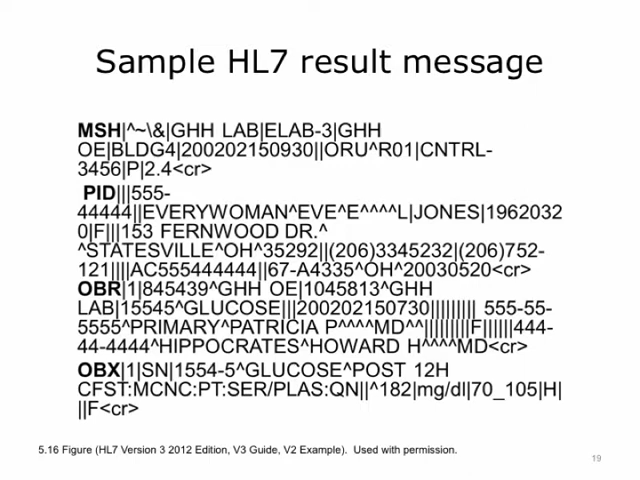 Sample HL7 result message
MSH|^~\&|GHH LAB|ELAB-3|GHH
OE|BLDG4|200202150930||ORU^R01|CNTRL-
3456|P|2.4<cr>
PID|||555-
44444||EVERYWOMAN^EVE^E^^^^L|JONES|1962032
0|F|||153 FERNWOOD DR.^
^STATESVILLE^OH^35292||(206)3345232|(206)752-
121||||AC555444444||67-A4335^OH^20030520<cr>
OBR|1|845439^GHH OE|1045813^GHH
LAB|15545^GLUCOSE|||200202150730||||||||| 555-55-
5555^PRIMARY^PATRICIA P^^^^MD^^|||||||||F||||||444-
44-4444^HIPPOCRATES^HOWARD H^^^^MD<cr>
OBX|1|SN|1554-5^GLUCOSE^POST 12H
CFST:MCNC:PT:SER/PLAS:QN||^182|mg/dl|70_105|H|
||F<cr>
5.16 Figure (HL7 Version 3 2012 Edition, V3 Guide, V2 Example).  Used with permission.
19